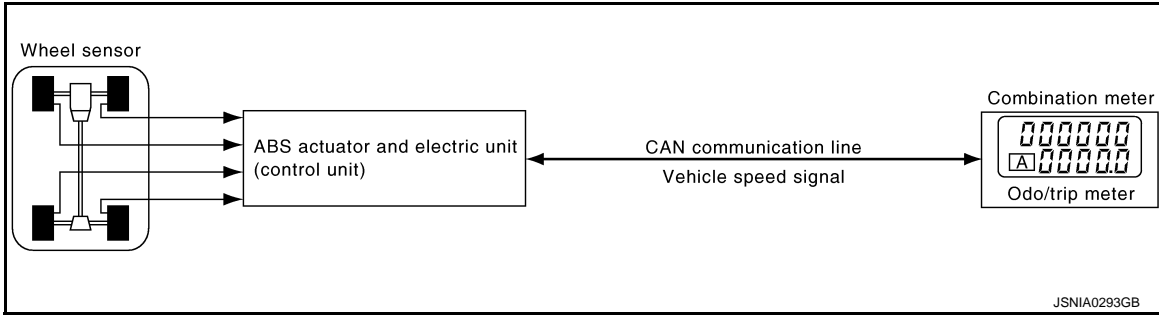 Wheel sensor
ABS actuator and electric unit
(control unit)
CAN communication line
Vehicle speed signal
Combination meter
000000
A 0000.0
Odo/trip meter
JSNIA0293GB